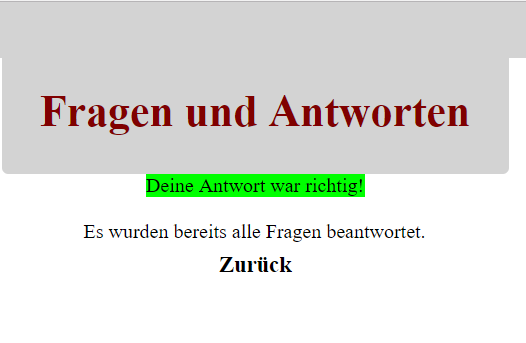 Fragen und Antworten
Deine Antwort war richtig!
Es wurden bereits alle Fragen beantwortet.
Zurück